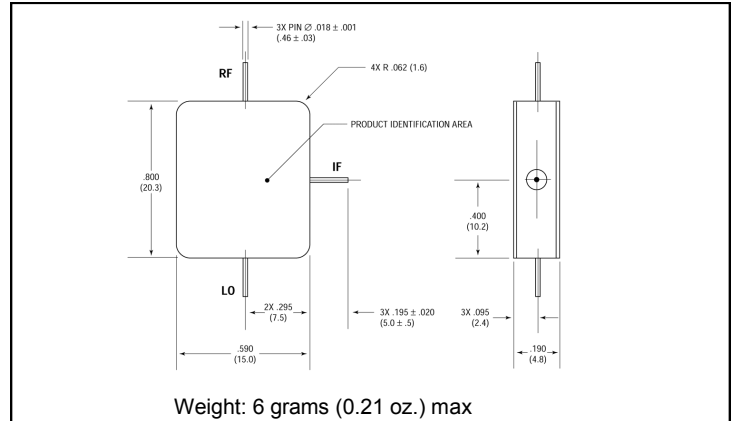 3X PIN Ø .018 ± .001
(.46 ± .03)
RF
4X R .062 (1.6)
PRODUCT IDENTIFICATION AREA
IF
.800
(20.3)
.400
(10.2)
LO
2X .295
(7.5)
3X .195 ± .020
(5.0 ± .5)
3X .095
(2.4)
.590
(15.0)
.190
(4.8)
Weight: 6 grams (0.21 oz.) max